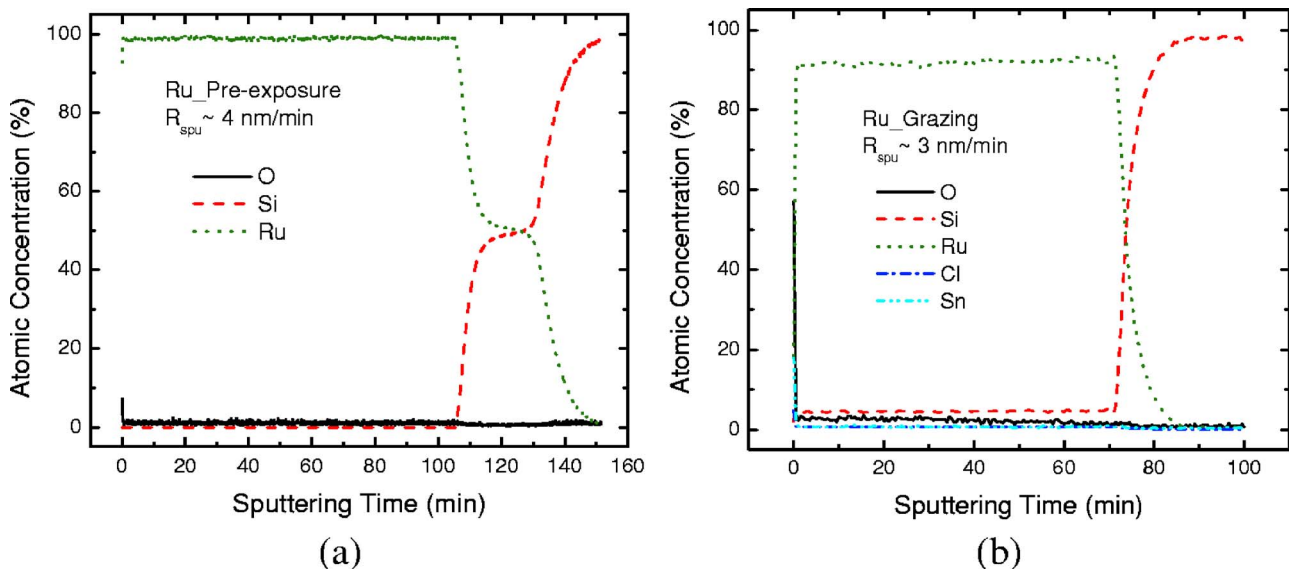 Ru_Pre-exposure
R_spu ~ 4 nm/min
O
Si
Ru
Atomic Concentration (%)
100
80
60
40
20
0
0 20 40 60 80 100 120 140 160
Sputtering Time (min)
(a)
Ru_Grazing
R_spu ~ 3 nm/min
O
Si
Ru
Cl
Sn
Atomic Concentration (%)
100
80
60
40
20
0
0 20 40 60 80 100
Sputtering Time (min)
(b)